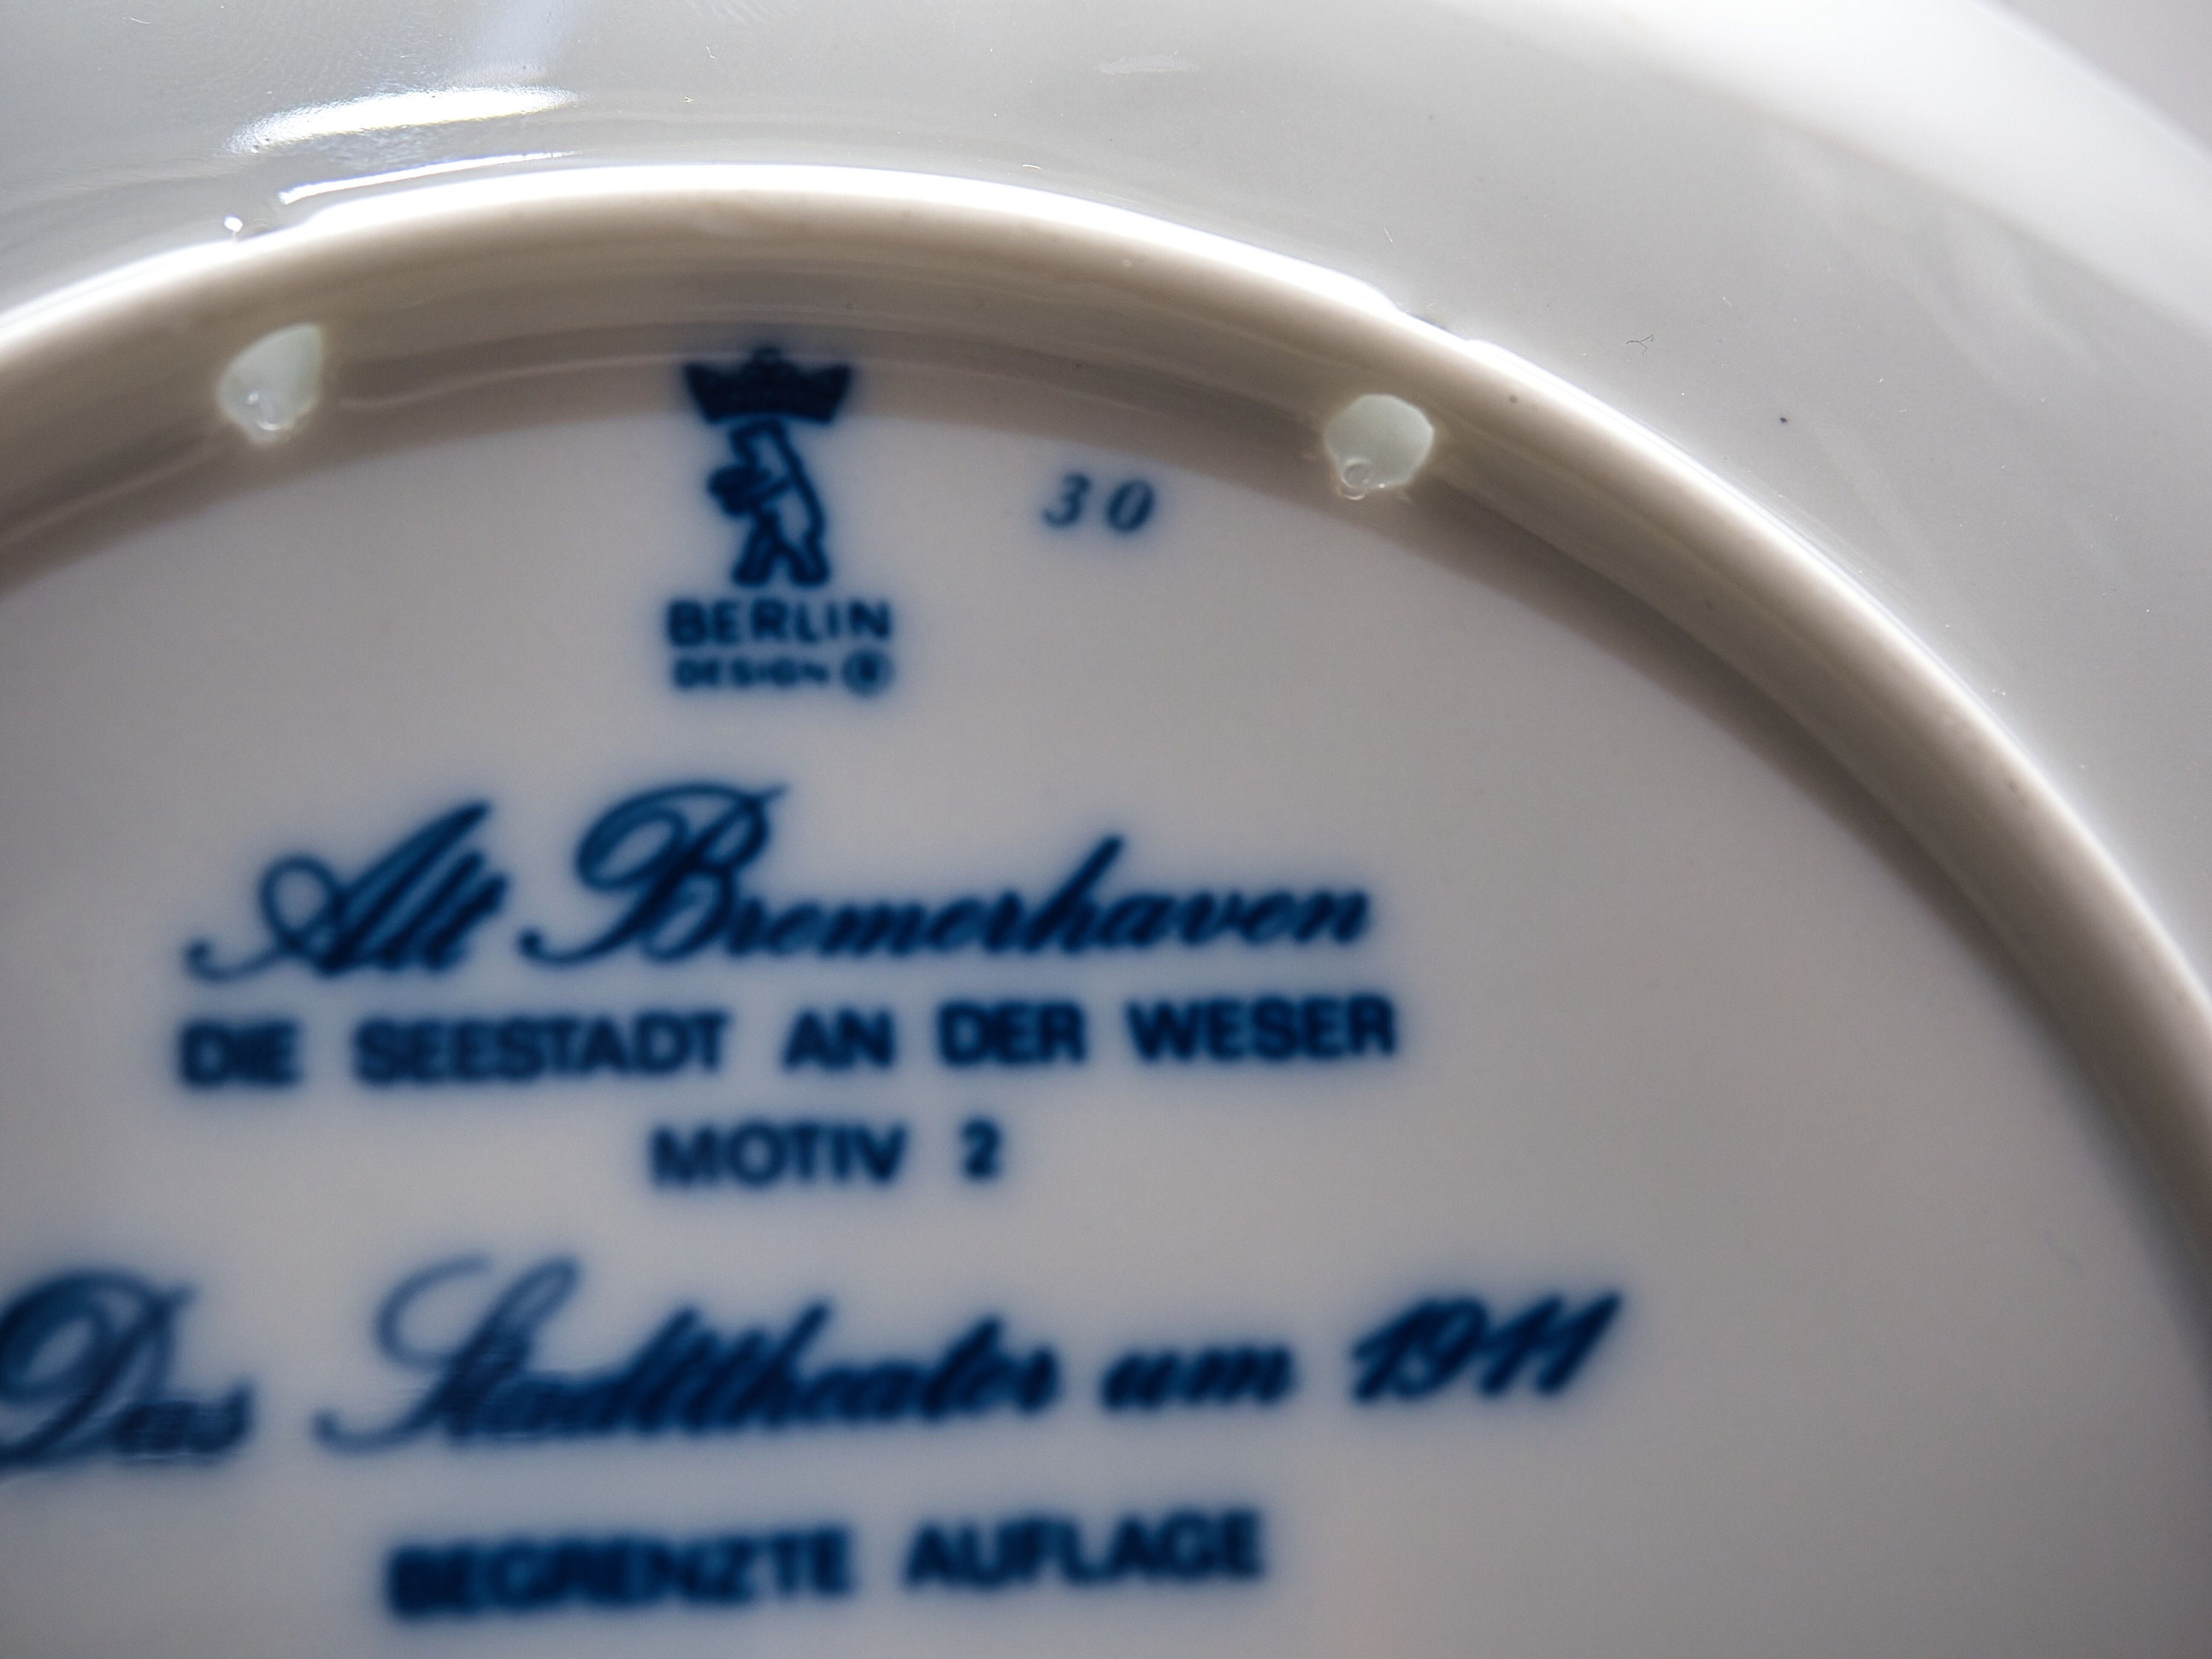 30
BERLIN
DESIGN ®
Alt Bremerhaven
DIE SEESTADT AN DER WESER
MOTIV 2
Das Stadttheater um 1911
BEGRENZTE AUFLAGE